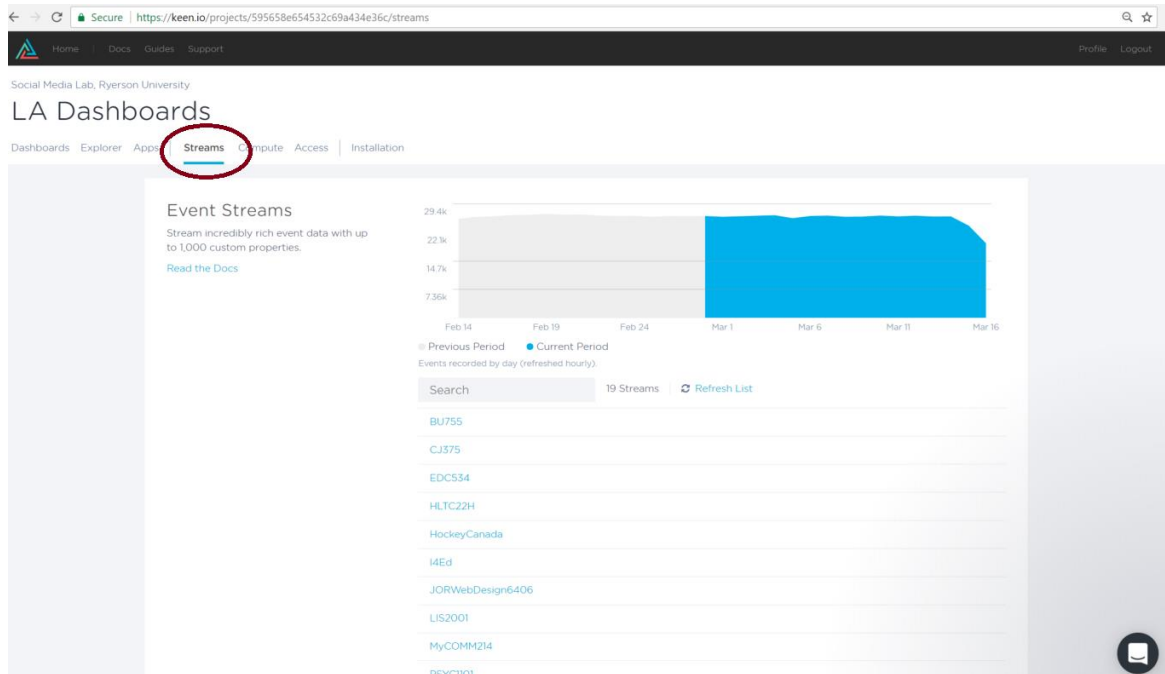 Secure | https://keen.io/projects/595658e654532c69a434e36c/streams
Home | Docs Guides Support Profile Logout
Social Media Lab, Ryerson University
LA Dashboards
Dashboards Explorer Apps | Streams Compute Access | Installation
Event Streams
Stream incredibly rich event data with up
to 1,000 custom properties.
Read the Docs
29.4k
22.1k
14.7k
7.36k
Feb 14 Feb 19 Feb 24 Mar 1 Mar 6 Mar 11 Mar 16
Previous Period Current Period
Events recorded by day (refreshed hourly).
Search 19 Streams Refresh List
BU755
CJ375
EDC534
HLTC22H
HockeyCanada
I4Ed
JORWebDesign6406
LIS2001
MyCOMM214